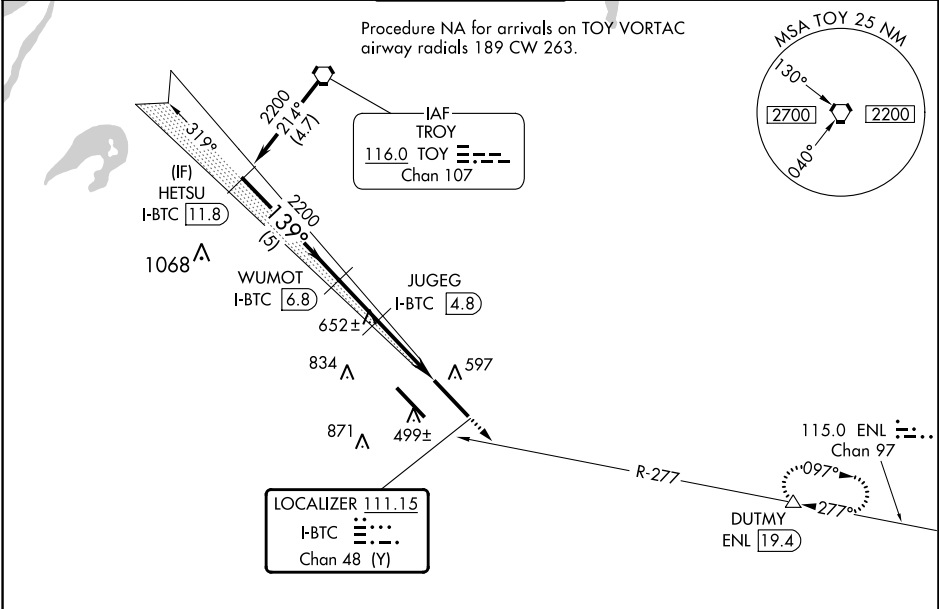 Procedure NA for arrivals on TOY VORTAC
airway radials 189 CW 263.
MSA TOY 25 NM
130°
2700
2200
040°
2200
214°
(4.7)
IAF
TROY
116.0 TOY
Chan 107
319°
(IF)
HETSU
I-BTC 11.8
2200
139°
(5)
1068
WUMOT
I-BTC 6.8
JUGEG
I-BTC 4.8
652±
834
597
871
499±
115.0 ENL
Chan 97
R-277
097°
277°
DUTMY
ENL 19.4
LOCALIZER 111.15
I-BTC
Chan 48 (Y)